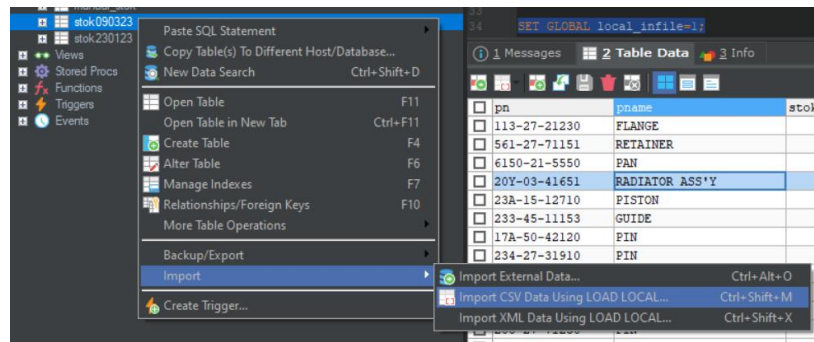 manual_stok
stok090323
stok230123
Views
Stored Procs
Functions
Triggers
Events
Paste SQL Statement
Copy Table(s) To Different Host/Database...
New Data Search Ctrl+Shift+D
Open Table F11
Open Table in New Tab Ctrl+F11
Create Table F4
Alter Table F6
Manage Indexes F7
Relationships/Foreign Keys F10
More Table Operations
Backup/Export
Import
Create Trigger...
Import External Data... Ctrl+Alt+O
Import CSV Data Using LOAD LOCAL... Ctrl+Shift+M
Import XML Data Using LOAD LOCAL... Ctrl+Shift+X
33
34 SET GLOBAL local_infile=1;
1 Messages 2 Table Data 3 Info
pn pname stok
113-27-21230 FLANGE
561-27-71151 RETAINER
6150-21-5550 PAN
20Y-03-41651 RADIATOR ASS'Y
23A-15-12710 PISTON
233-45-11153 GUIDE
17A-50-42120 PIN
234-27-31910 PIN